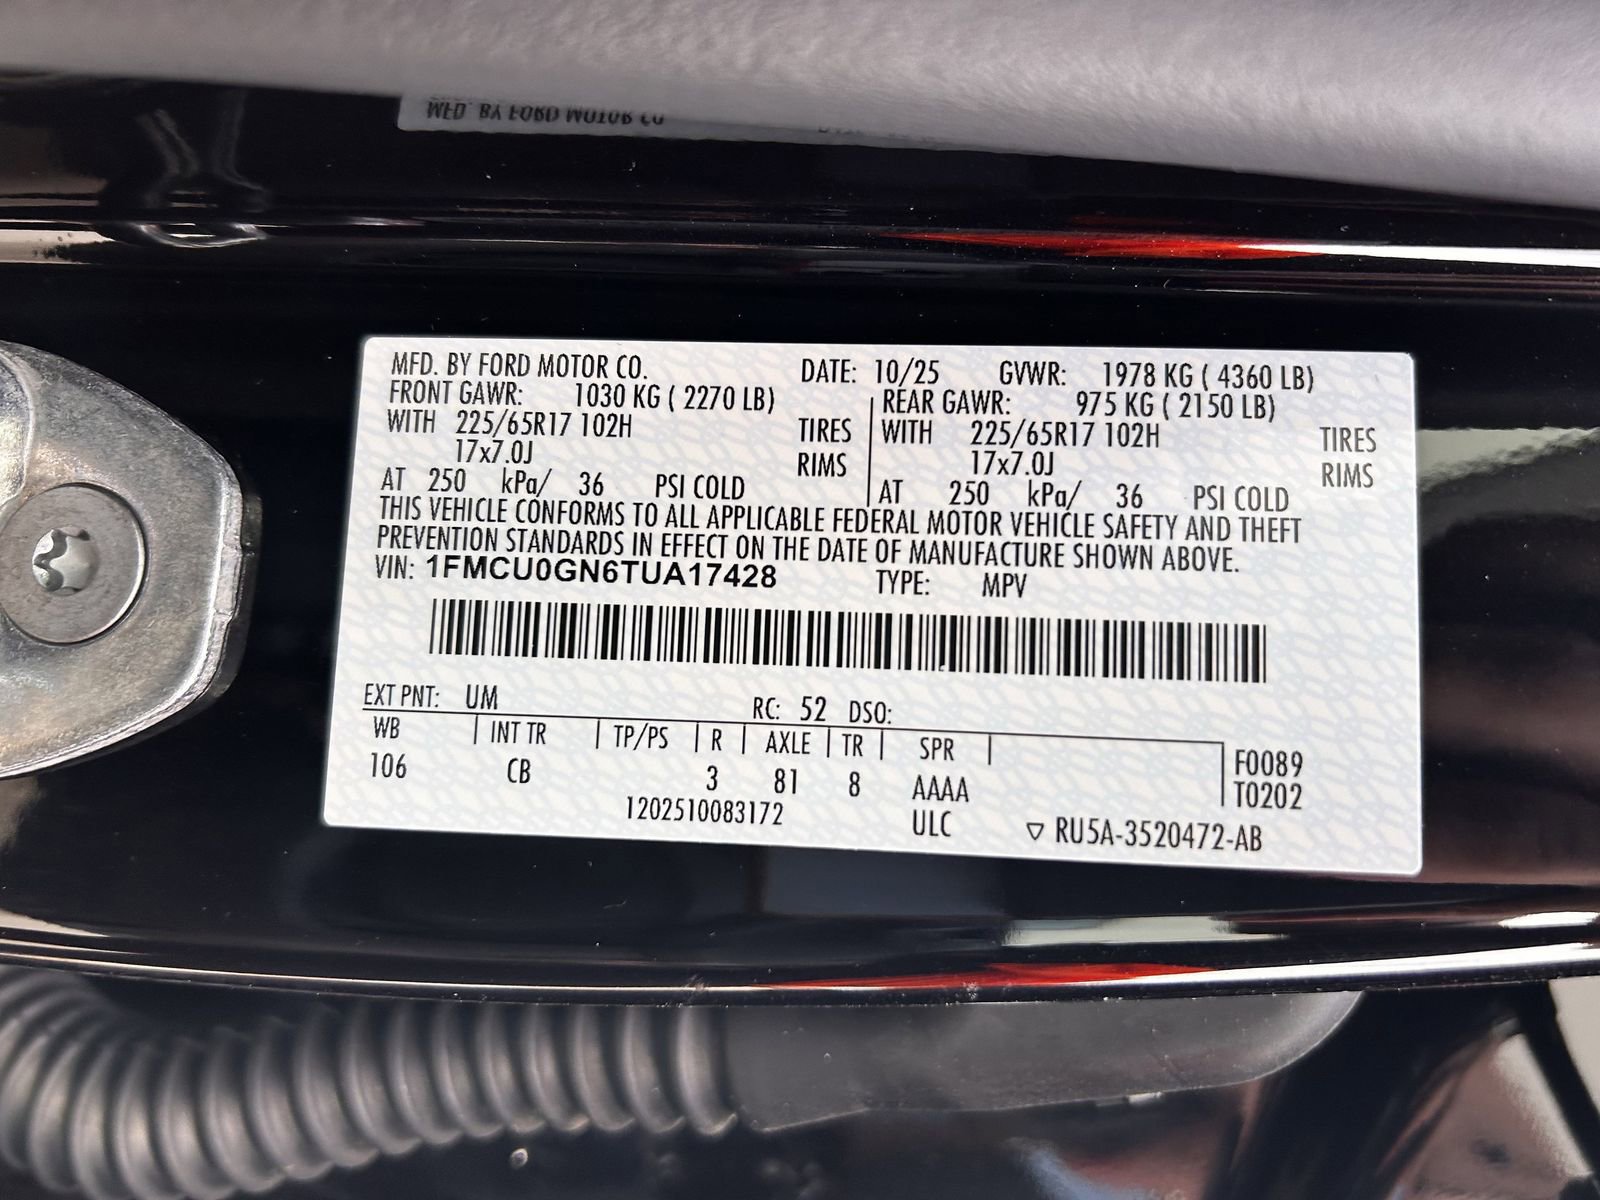 MFD. BY FORD MOTOR CO
MFD. BY FORD MOTOR CO. DATE: 10/25 GVWR: 1978 KG ( 4360 LB)
FRONT GAWR: 1030 KG ( 2270 LB) REAR GAWR: 975 KG ( 2150 LB)
WITH 225/65R17 102H TIRES WITH 225/65R17 102H TIRES
17x7.0J RIMS 17x7.0J RIMS
AT 250 kPa/ 36 PSI COLD AT 250 kPa/ 36 PSI COLD
THIS VEHICLE CONFORMS TO ALL APPLICABLE FEDERAL MOTOR VEHICLE SAFETY AND THEFT
PREVENTION STANDARDS IN EFFECT ON THE DATE OF MANUFACTURE SHOWN ABOVE.
VIN: 1FMCU0GN6TUA17428 TYPE: MPV
EXT PNT: UM RC: 52 DSO:
WB | INT TR | TP/PS | R | AXLE | TR | SPR | F0089
106 CB 3 81 8 AAAA T0202
1202510083172 ULC ▽ RU5A-3520472-AB